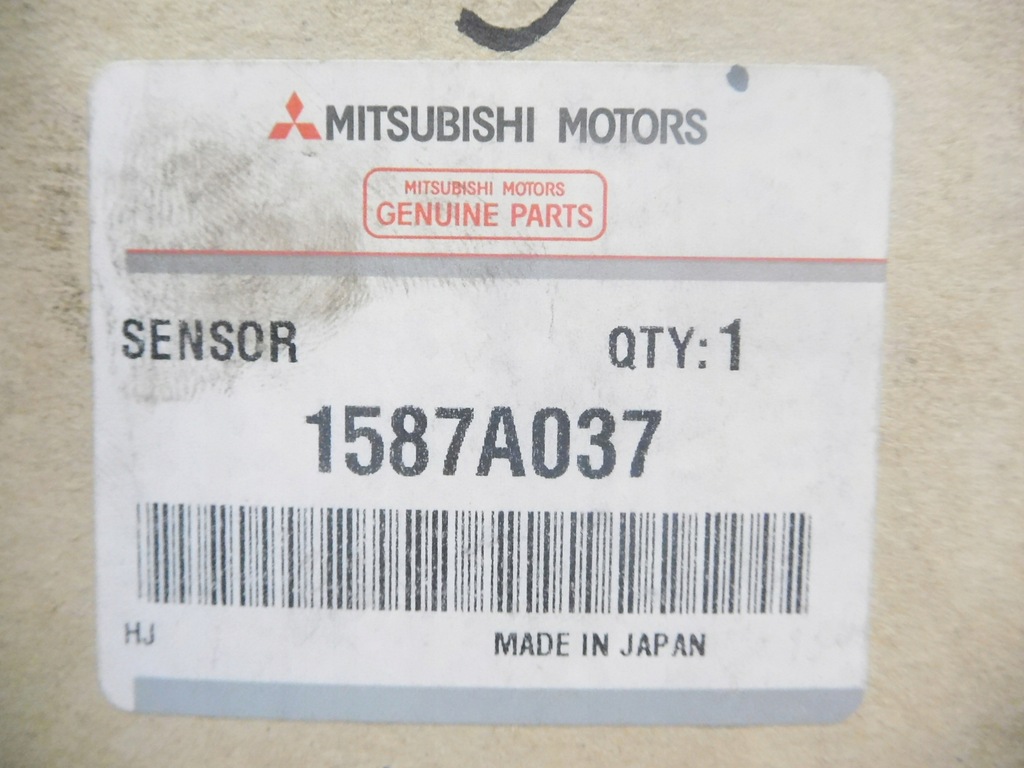 MITSUBISHI MOTORS
MITSUBISHI MOTORS
GENUINE PARTS
SENSOR QTY: 1
1587A037
HJ MADE IN JAPAN